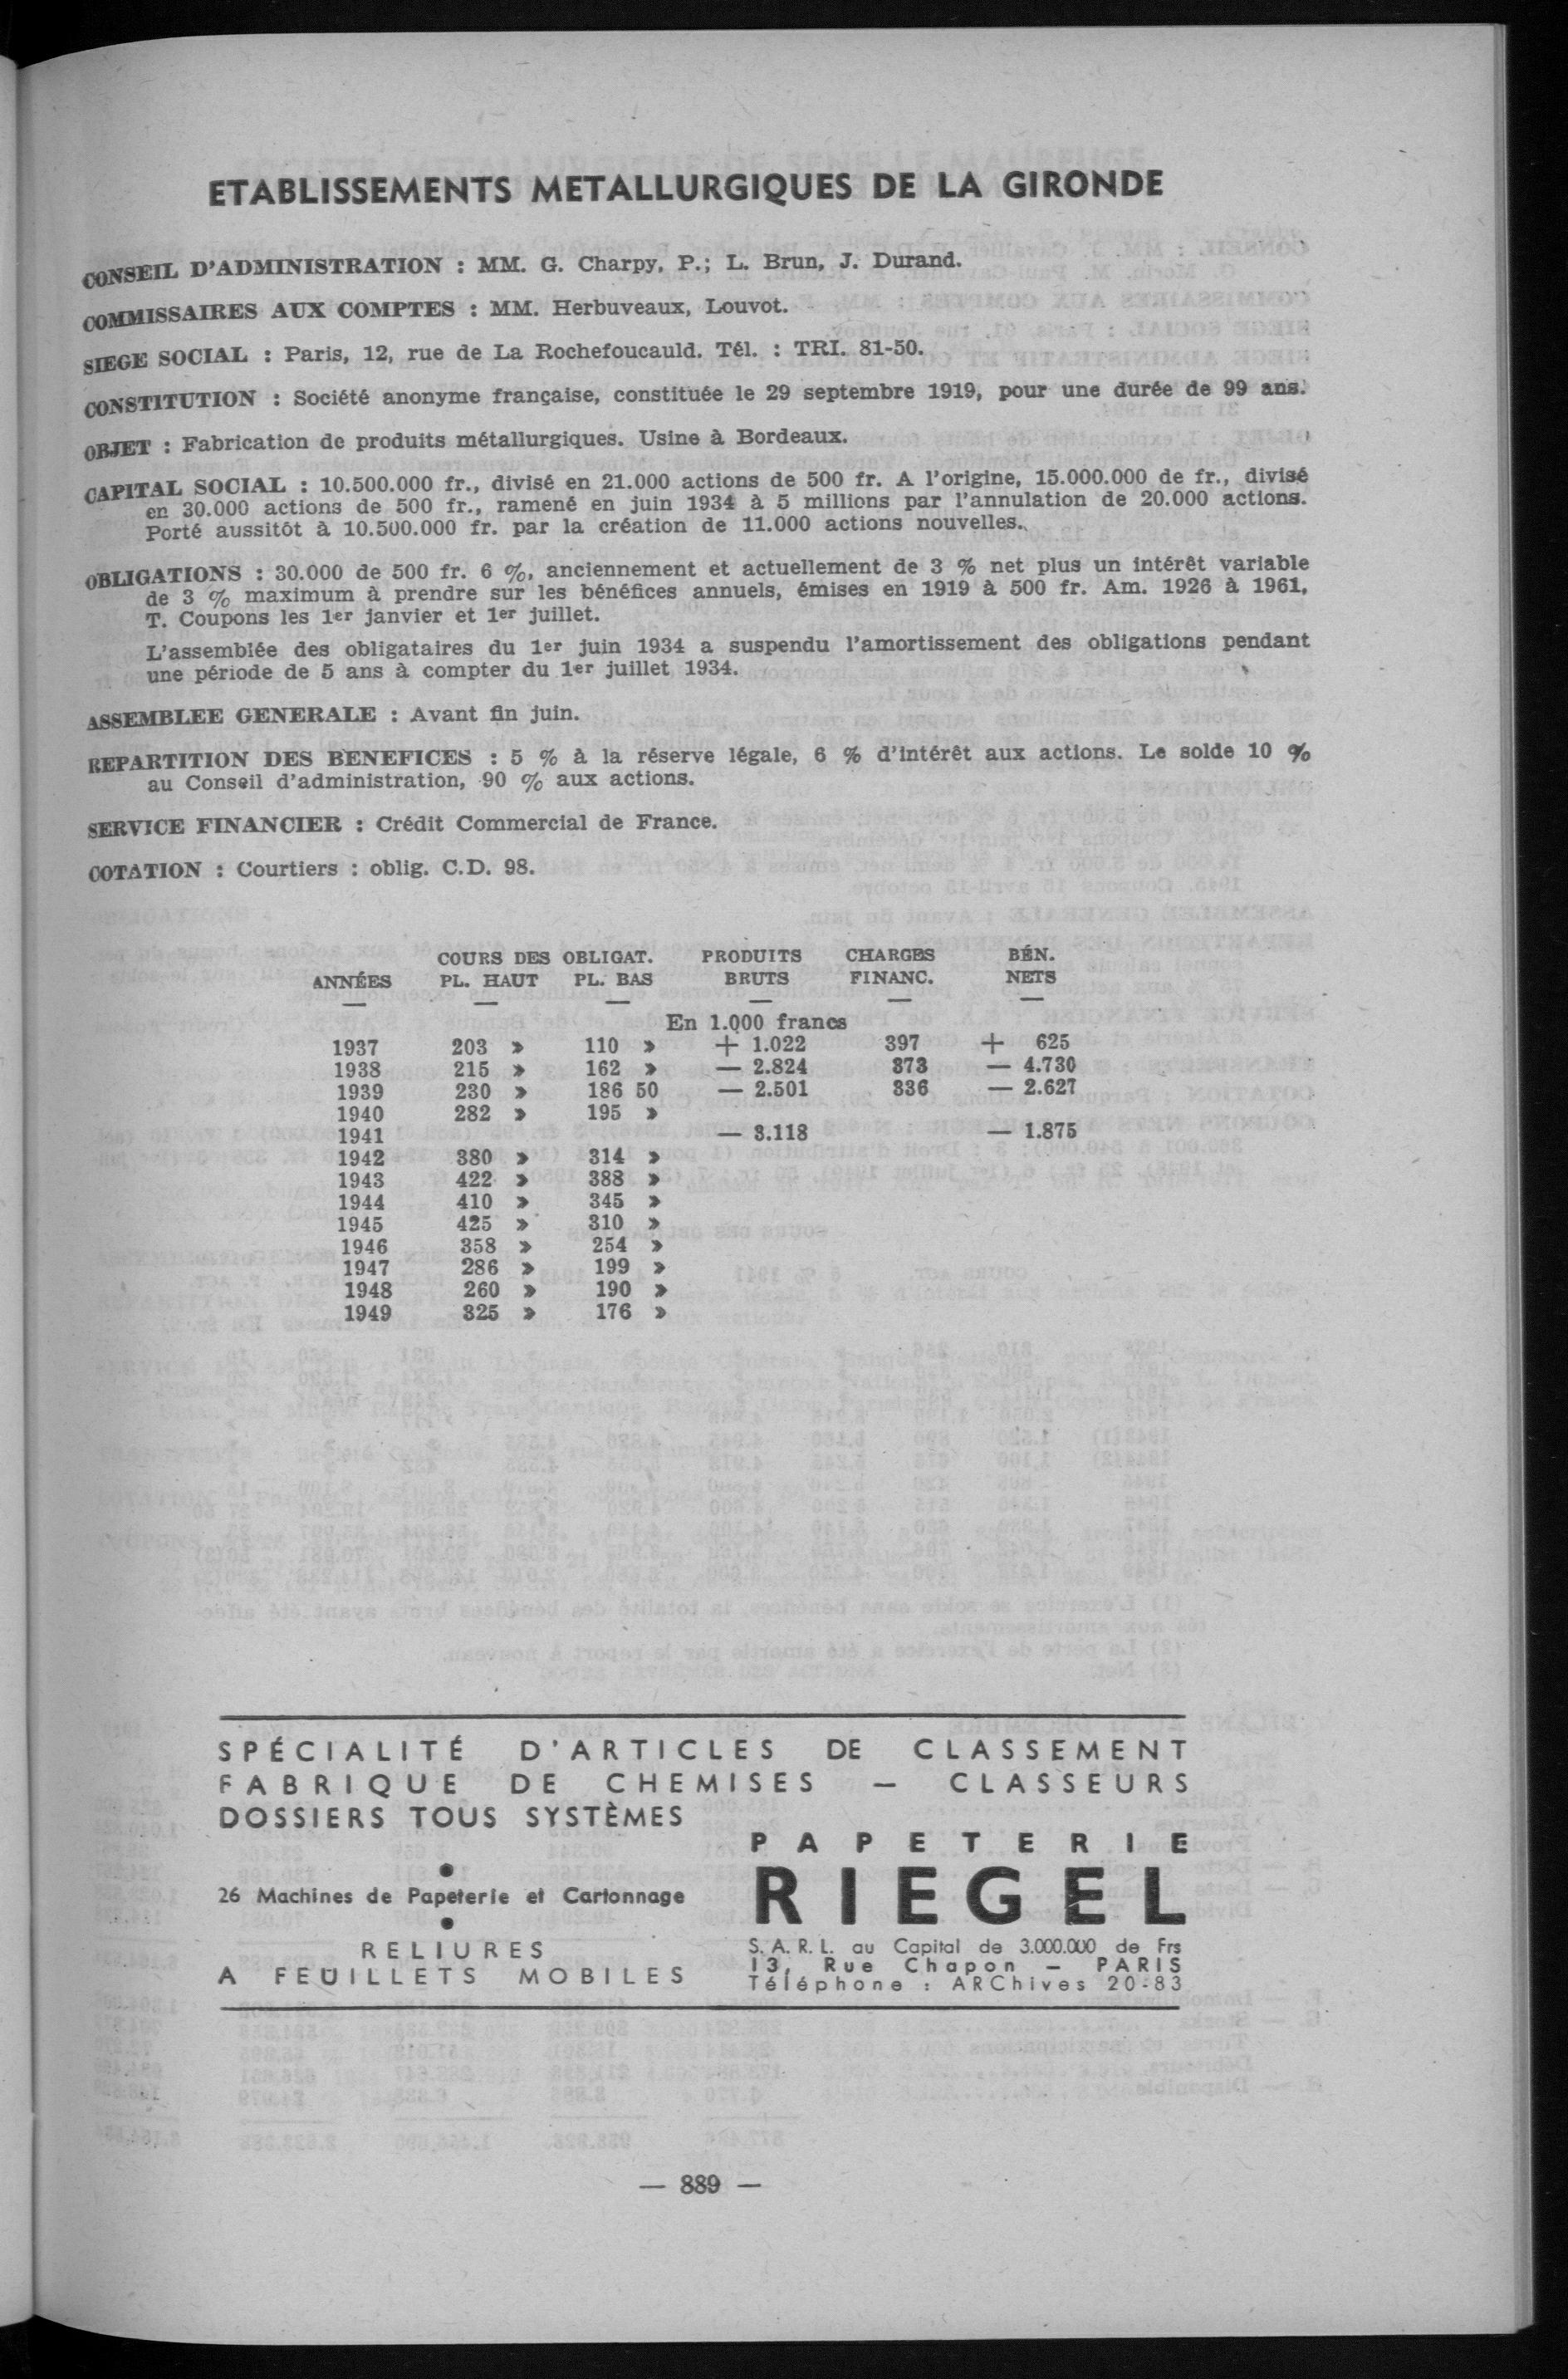 ETABLISSEMENTS METALLURGIQUES DE LA GIRONDE
CONSEIL D'ADMINISTRATION : MM. G. Charpy, P.; L. Brun, J. Durand.
COMMISSAIRES AUX COMPTES : MM. Herbuveaux, Louvot.
SIEGE SOCIAL : Paris, 12, rue de La Rochefoucauld. Tél. : TRI. 81-50.
CONSTITUTION : Société anonyme française, constituée le 29 septembre 1919, pour une durée de 99 ans.
OBJET : Fabrication de produits métallurgiques. Usine à Bordeaux.
CAPITAL SOCIAL : 10.500.000 fr., divisé en 21.000 actions de 500 fr. A l'origine, 15.000.000 de fr., divisé
en 30.000 actions de 500 fr., ramené en juin 1934 à 5 millions par l'annulation de 20.000 actions.
Porté aussitôt à 10.500.000 fr. par la création de 11.000 actions nouvelles.
OBLIGATIONS : 30.000 de 500 fr. 6 %, anciennement et actuellement de 3 % net plus un intérêt variable
de 3 % maximum à prendre sur les bénéfices annuels, émises en 1919 à 500 fr. Am. 1926 à 1961,
T. Coupons les 1er janvier et 1er juillet.
L'assemblée des obligataires du 1er juin 1934 a suspendu l'amortissement des obligations pendant
une période de 5 ans à compter du 1er juillet 1934.
ASSEMBLEE GENERALE : Avant fin juin.
REPARTITION DES BENEFICES : 5 % à la réserve légale, 6 % d'intérêt aux actions. Le solde 10 %
au Conseil d'administration, 90 % aux actions.
SERVICE FINANCIER : Crédit Commercial de France.
COTATION : Courtiers : oblig. C.D. 98.
COURS DES OBLIGAT. PRODUITS CHARGES BÉN.
ANNÉES PL. HAUT PL. BAS BRUTS FINANC. NETS
— — — — — —
En 1.000 francs
1937 203 » 110 » + 1.022 397 + 625
1938 215 » 162 » — 2.824 373 — 4.730
1939 230 » 186 50 — 2.501 336 — 2.627
1940 282 » 195 »
1941 — 3.118 — 1.875
1942 380 » 314 »
1943 422 » 388 »
1944 410 » 345 »
1945 425 » 310 »
1946 358 » 254 »
1947 286 » 199 »
1948 260 » 190 »
1949 325 » 176 »
SPÉCIALITÉ D'ARTICLES DE CLASSEMENT
FABRIQUE DE CHEMISES — CLASSEURS
DOSSIERS TOUS SYSTÈMES
26 Machines de Papeterie et Cartonnage
RELIURES
A FEUILLETS MOBILES
PAPETERIE
RIEGEL
S.A.R.L. au Capital de 3.000.000 de Frs
13, Rue Chapon — PARIS
Téléphone : ARChives 20-83
— 889 —